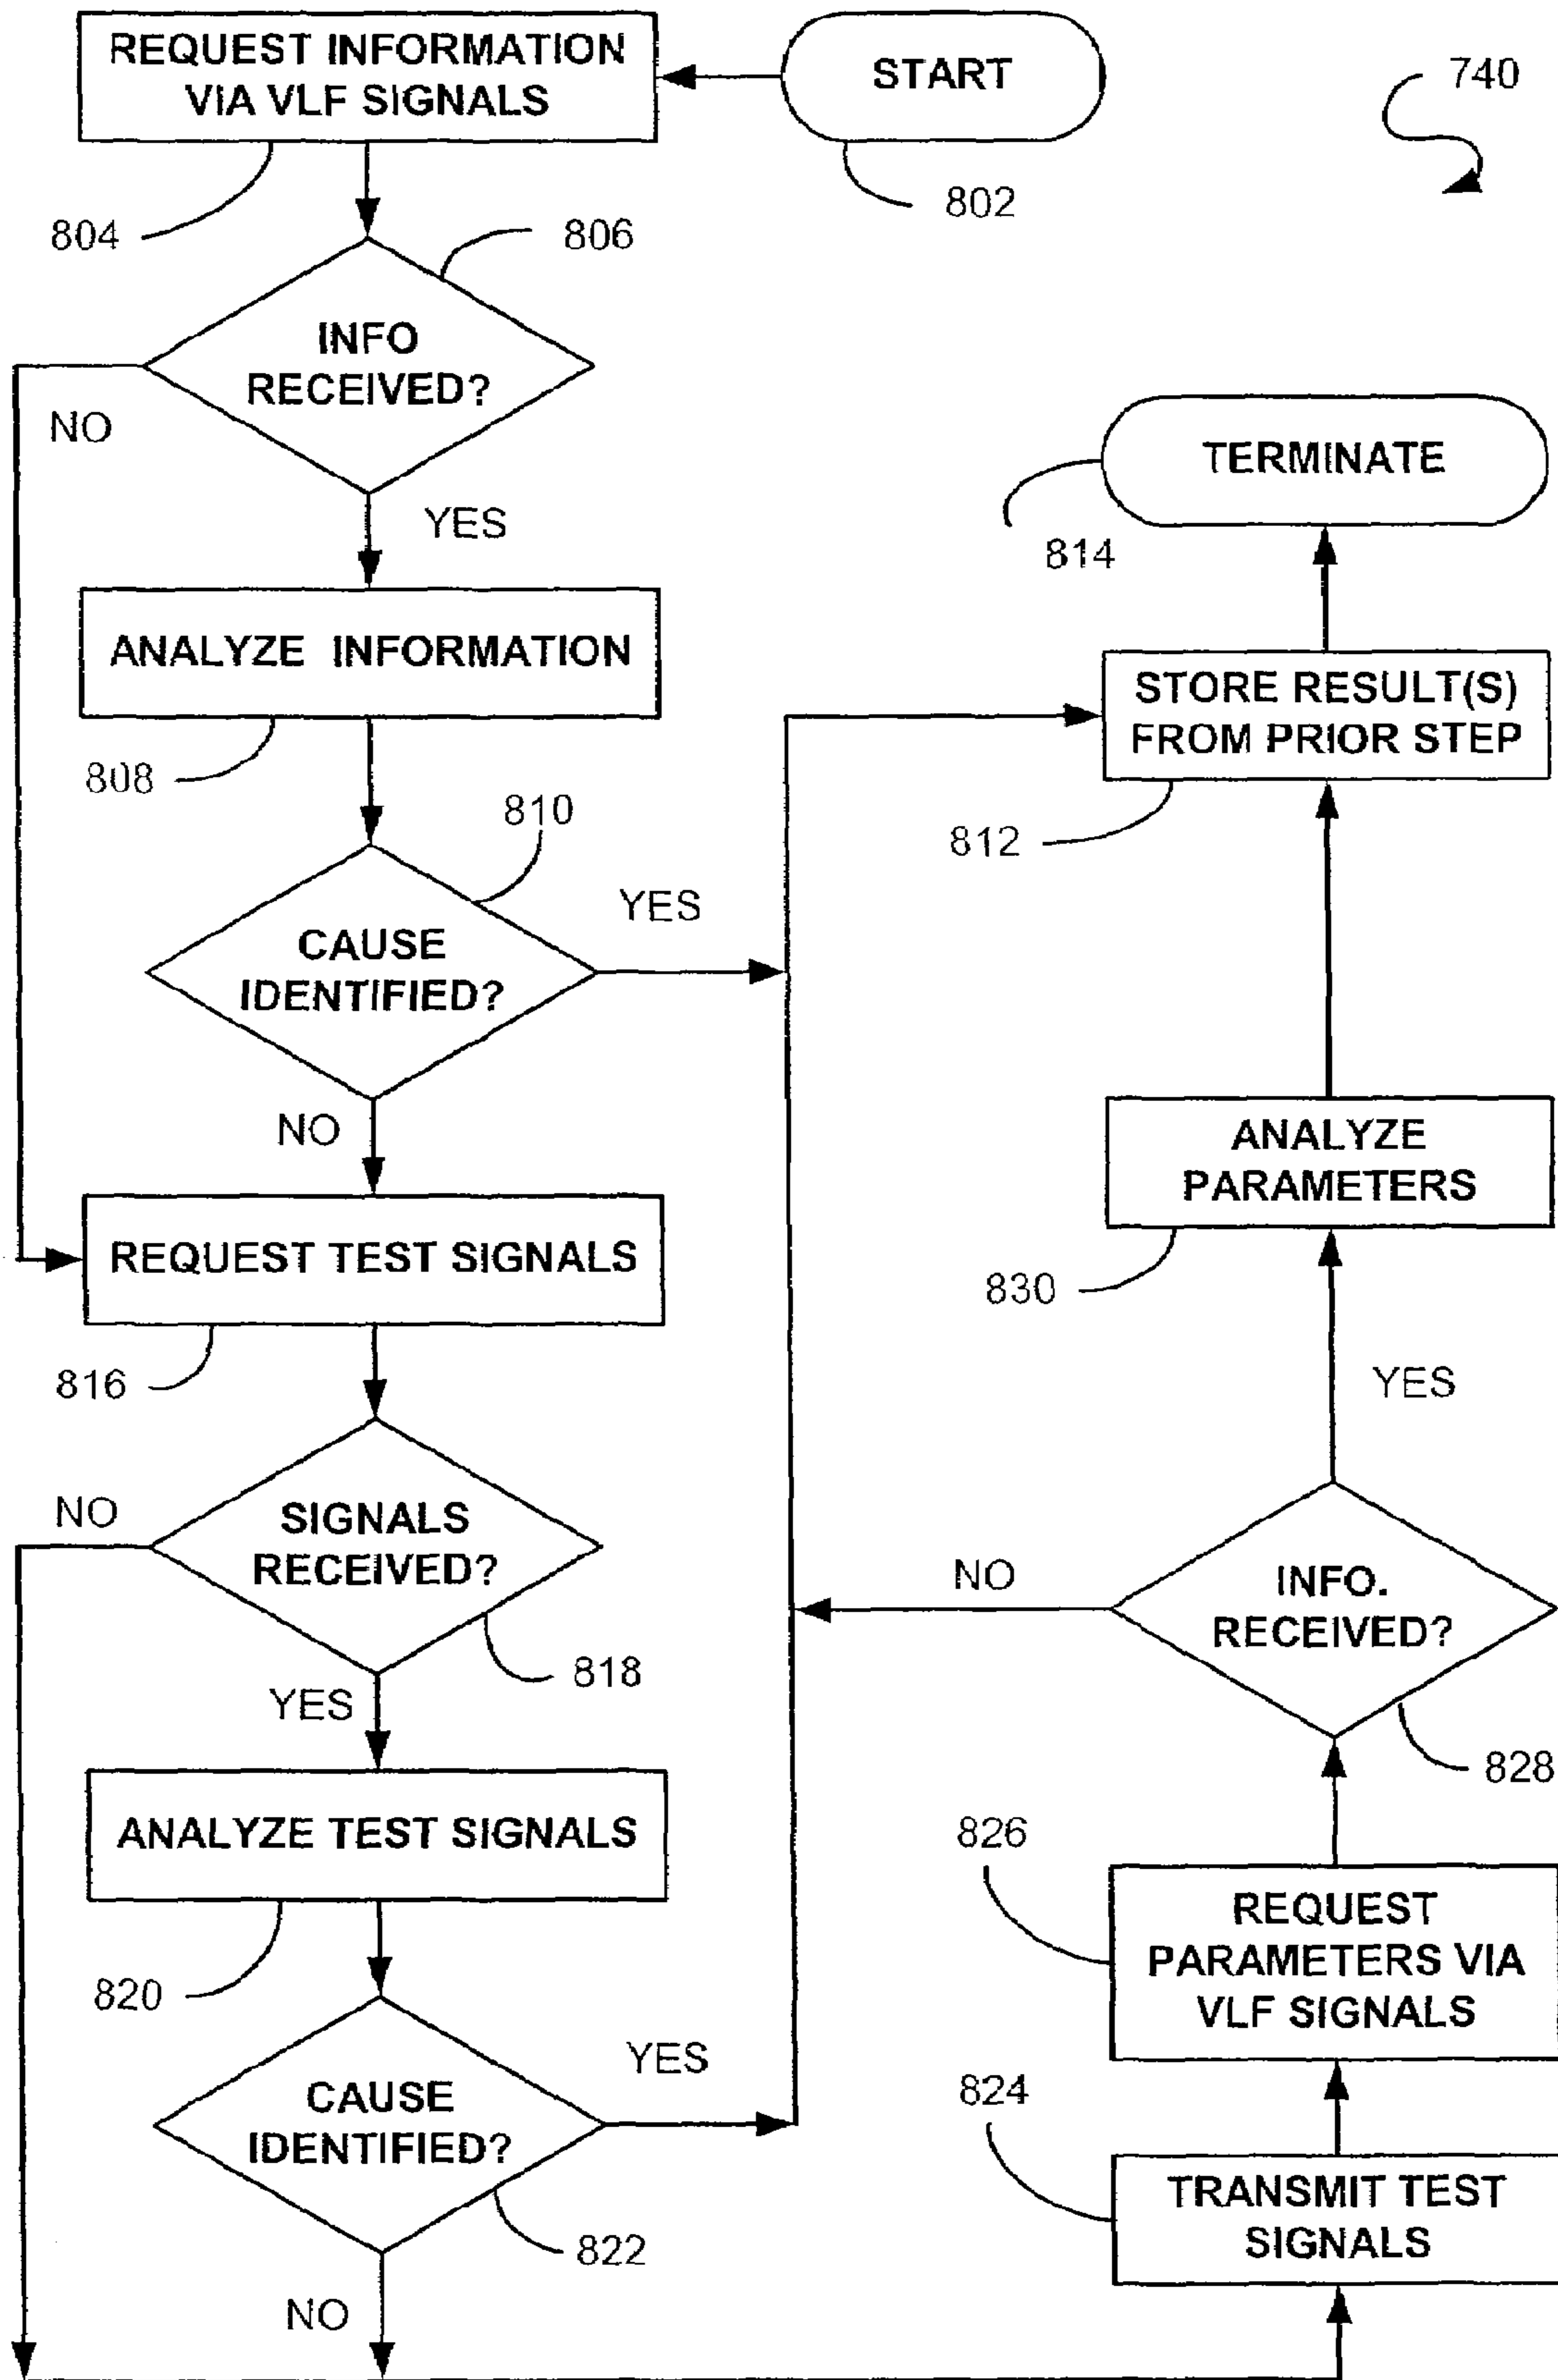 REQUEST INFORMATION
VIA VLF SIGNALS
START
740
804
802
806
INFO
RECEIVED?
NO
YES
TERMINATE
814
ANALYZE INFORMATION
808
STORE RESULT(S)
FROM PRIOR STEP
812
810
YES
CAUSE
IDENTIFIED?
NO
ANALYZE
PARAMETERS
830
REQUEST TEST SIGNALS
816
YES
NO
SIGNALS
RECEIVED?
818
NO
INFO.
RECEIVED?
828
YES
ANALYZE TEST SIGNALS
820
826
REQUEST
PARAMETERS VIA
VLF SIGNALS
YES
CAUSE
IDENTIFIED?
822
824
TRANSMIT TEST
SIGNALS
NO